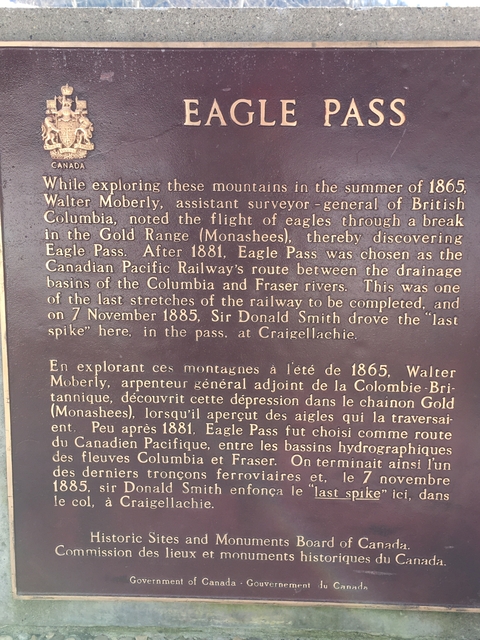 EAGLE PASS
CANADA
While exploring these mountains in the summer of 1865,
Walter Moberly, assistant surveyor-general of British
Columbia, noted the flight of eagles through a break
in the Gold Range (Monashees), thereby discovering
Eagle Pass. After 1881, Eagle Pass was chosen as the
Canadian Pacific Railway's route between the drainage
basins of the Columbia and Fraser rivers. This was one
of the last stretches of the railway to be completed, and
on 7 November 1885, Sir Donald Smith drove the "last
spike" here, in the pass, at Craigellachie.
En explorant ces montagnes à l'été de 1865, Walter
Moberly, arpenteur général adjoint de la Colombie-Bri-
tannique, découvrit cette dépression dans le chainon Gold
(Monashees), lorsqu'il aperçut des aigles qui la traversai-
ent. Peu après 1881, Eagle Pass fut choisi comme route
du Canadien Pacifique, entre les bassins hydrographiques
des fleuves Columbia et Fraser. On terminait ainsi l'un
des derniers tronçons ferroviaires et, le 7 novembre
1885, sir Donald Smith enfonça le "last spike" ici, dans
le col, à Craigellachie.
Historic Sites and Monuments Board of Canada.
Commission des lieux et monuments historiques du Canada.
Government of Canada - Gouvernement du Canada